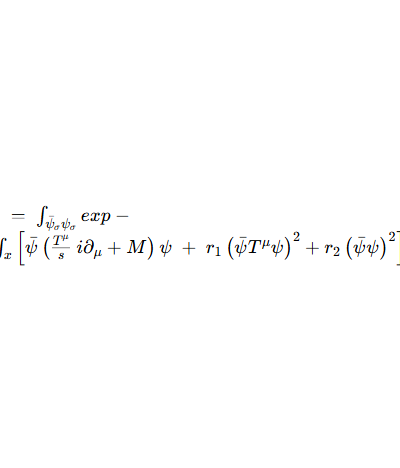 = ∫_{ψ̄_σ ψ_σ} exp −
∫_x [ ψ̄ ( T^μ/s i∂_μ + M ) ψ + r_1 ( ψ̄T^μψ )^2 + r_2 ( ψ̄ψ )^2 ]